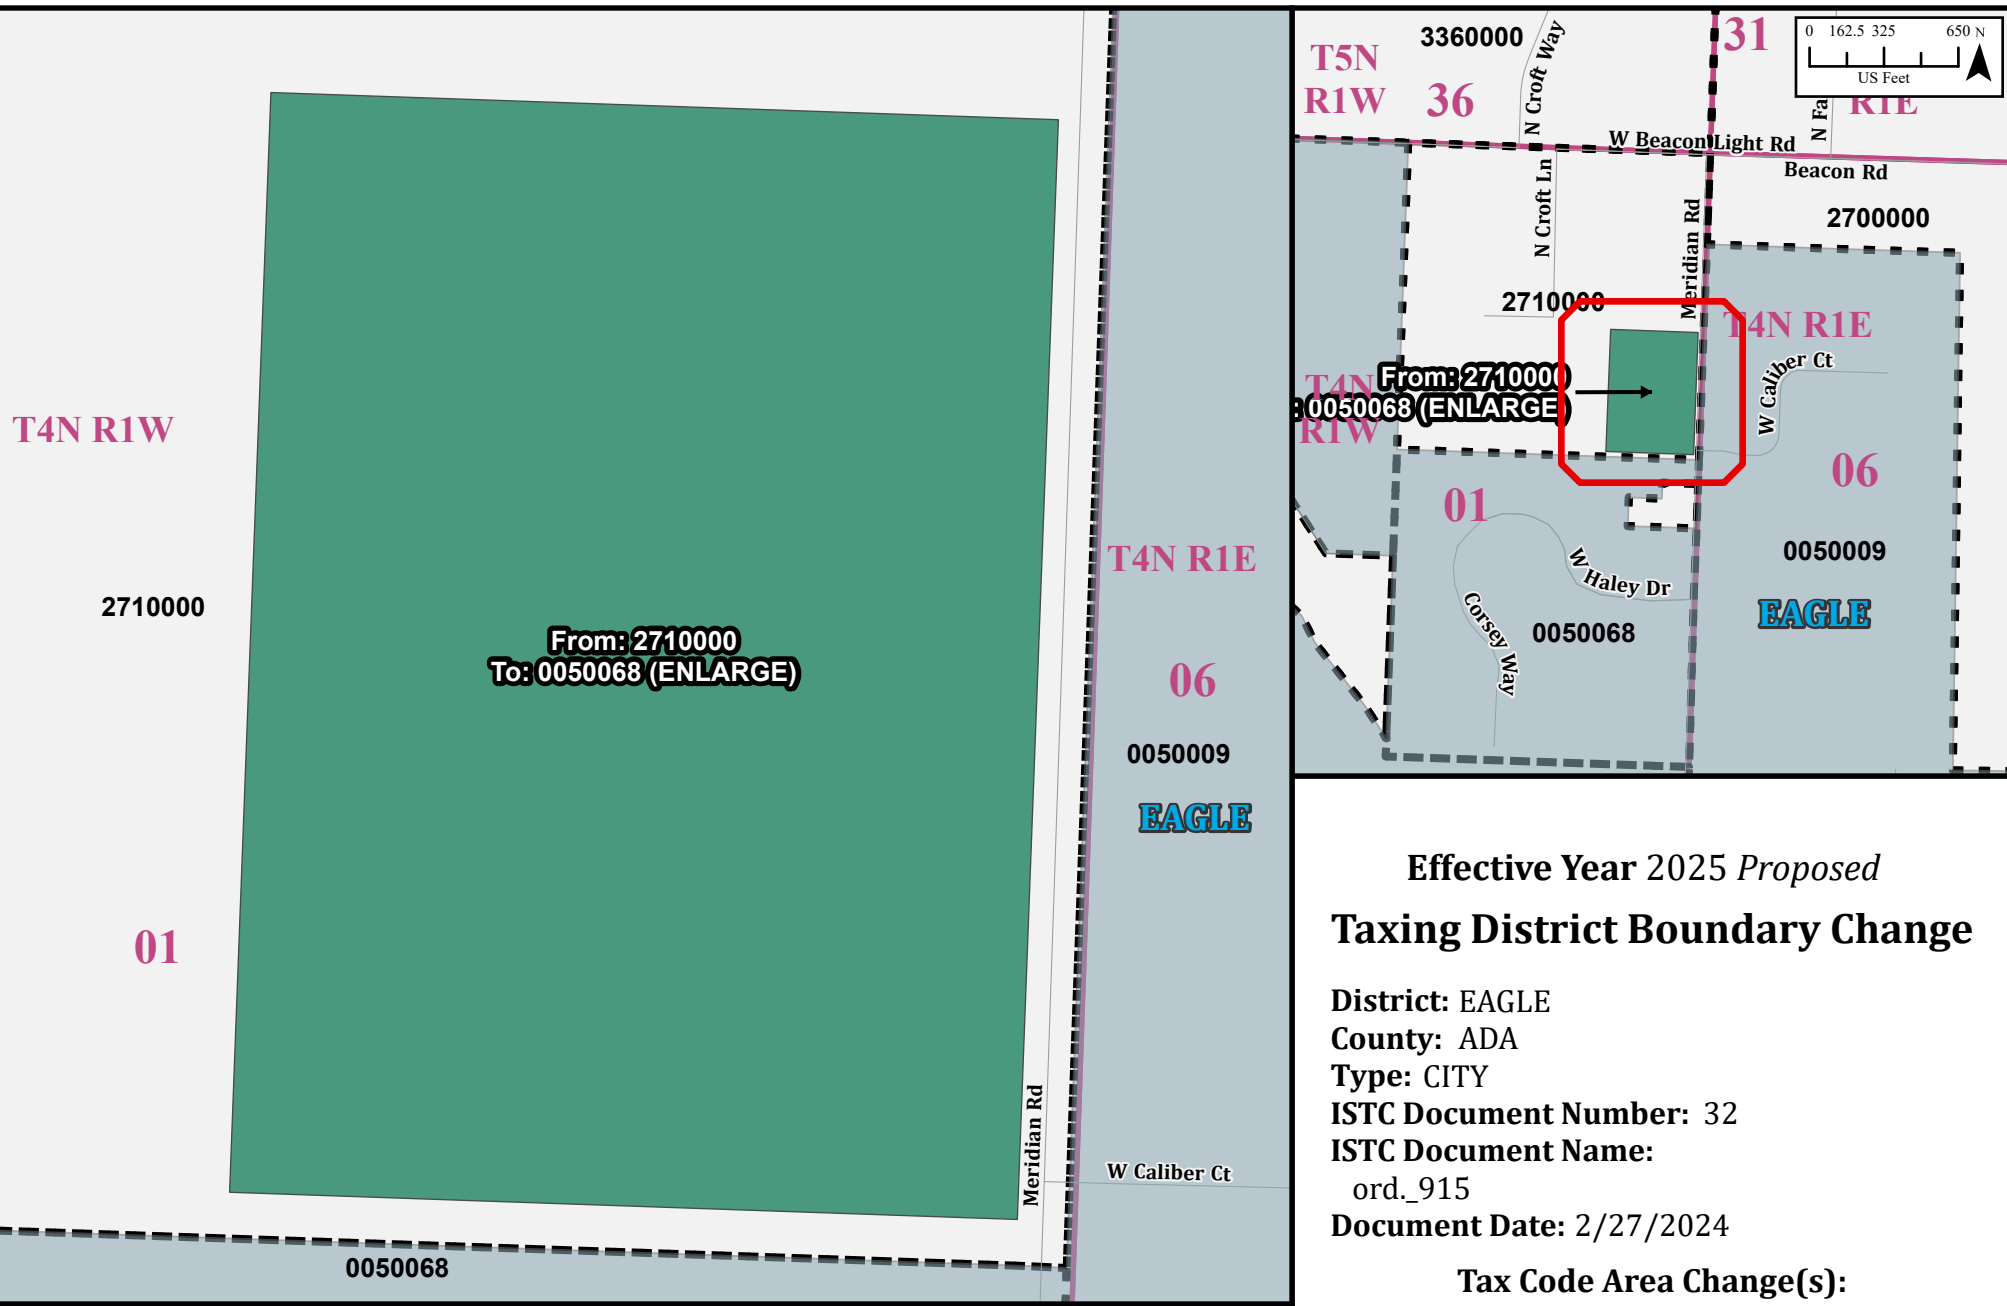 T4N R1W
2710000
01
From: 2710000
To: 0050068 (ENLARGE)
Meridian Rd
T4N R1E
06
0050009
EAGLE
W Caliber Ct
0050068
T5N
R1W
36
3360000
N Croft Way
31
0 162.5 325 650 N
US Feet
R1E
N Fa
W Beacon Light Rd
Beacon Rd
N Croft Ln
Meridian Rd
2700000
2710000
T4N R1E
From: 2710000
: 0050068 (ENLARGE)
T4N
R1W
W Caliber Ct
06
01
0050009
EAGLE
W Haley Dr
Corsey Way
0050068
Effective Year 2025 Proposed
Taxing District Boundary Change
District: EAGLE
County: ADA
Type: CITY
ISTC Document Number: 32
ISTC Document Name:
ord._915
Document Date: 2/27/2024
Tax Code Area Change(s):